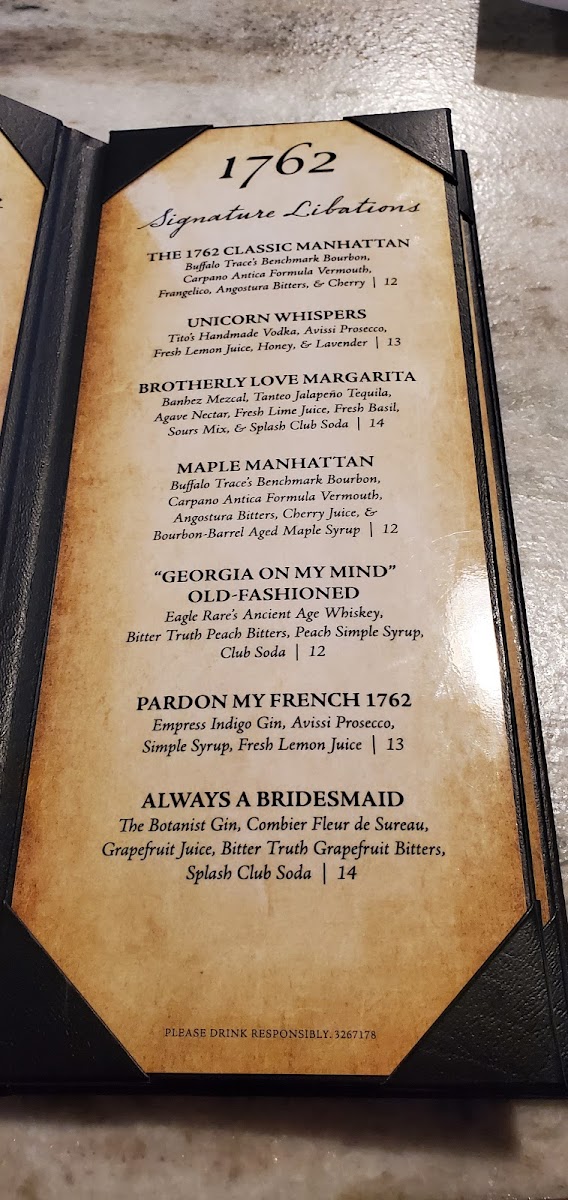 1762
Signature Libations
THE 1762 CLASSIC MANHATTAN
Buffalo Trace's Benchmark Bourbon,
Carpano Antica Formula Vermouth,
Frangelico, Angostura Bitters, & Cherry | 12
UNICORN WHISPERS
Tito's Handmade Vodka, Avissi Prosecco,
Fresh Lemon Juice, Honey, & Lavender | 13
BROTHERLY LOVE MARGARITA
Banhez Mezcal, Tanteo Jalapeño Tequila,
Agave Nectar, Fresh Lime Juice, Fresh Basil,
Sours Mix, & Splash Club Soda | 14
MAPLE MANHATTAN
Buffalo Trace's Benchmark Bourbon,
Carpano Antica Formula Vermouth,
Angostura Bitters, Cherry Juice, &
Bourbon-Barrel Aged Maple Syrup | 12
“GEORGIA ON MY MIND”
OLD-FASHIONED
Eagle Rare's Ancient Age Whiskey,
Bitter Truth Peach Bitters, Peach Simple Syrup,
Club Soda | 12
PARDON MY FRENCH 1762
Empress Indigo Gin, Avissi Prosecco,
Simple Syrup, Fresh Lemon Juice | 13
ALWAYS A BRIDESMAID
The Botanist Gin, Combier Fleur de Sureau,
Grapefruit Juice, Bitter Truth Grapefruit Bitters,
Splash Club Soda | 14
PLEASE DRINK RESPONSIBLY. 3267178